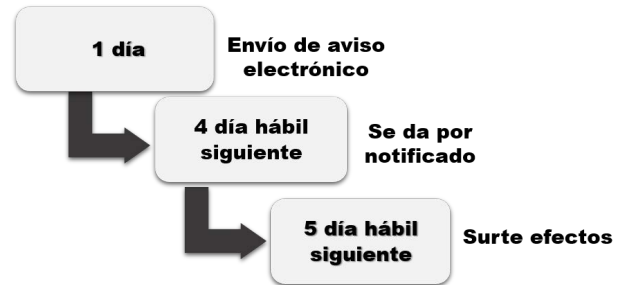 1 día
Envío de aviso
electrónico
4 día hábil
siguiente
Se da por
notificado
5 día hábil
siguiente
Surte efectos